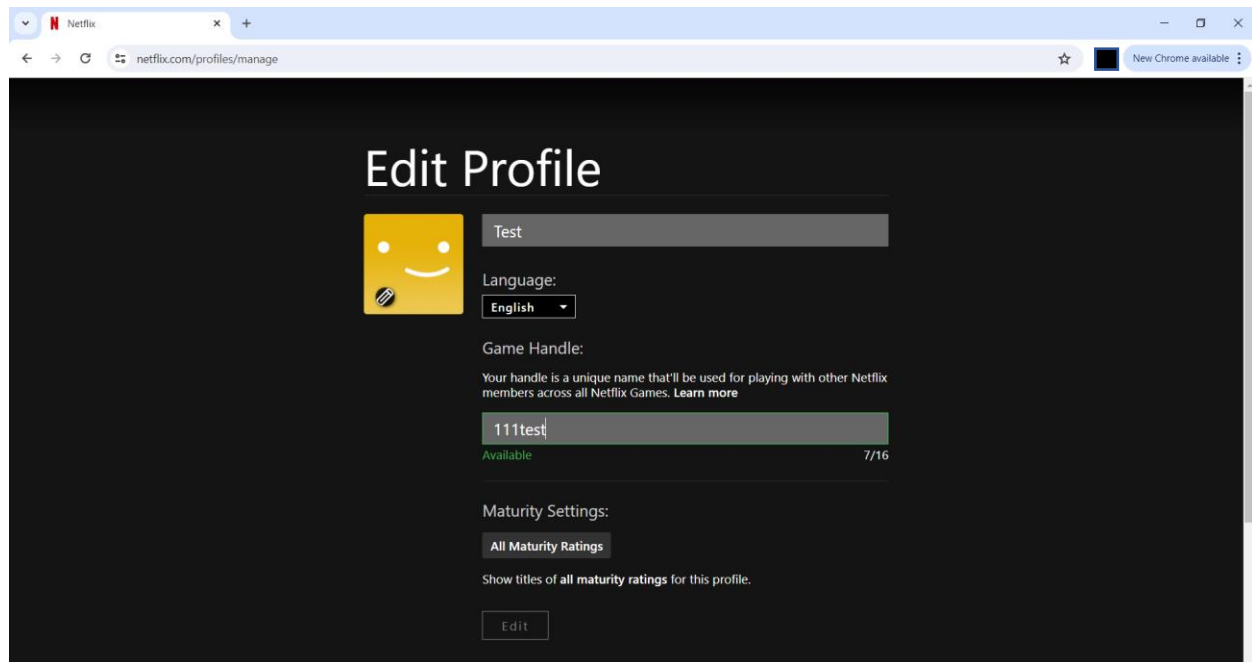 Netflix
netflix.com/profiles/manage
New Chrome available
Edit Profile
Test
Language:
English
Game Handle:
Your handle is a unique name that'll be used for playing with other Netflix
members across all Netflix Games. Learn more
111test
Available 7/16
Maturity Settings:
All Maturity Ratings
Show titles of all maturity ratings for this profile.
Edit